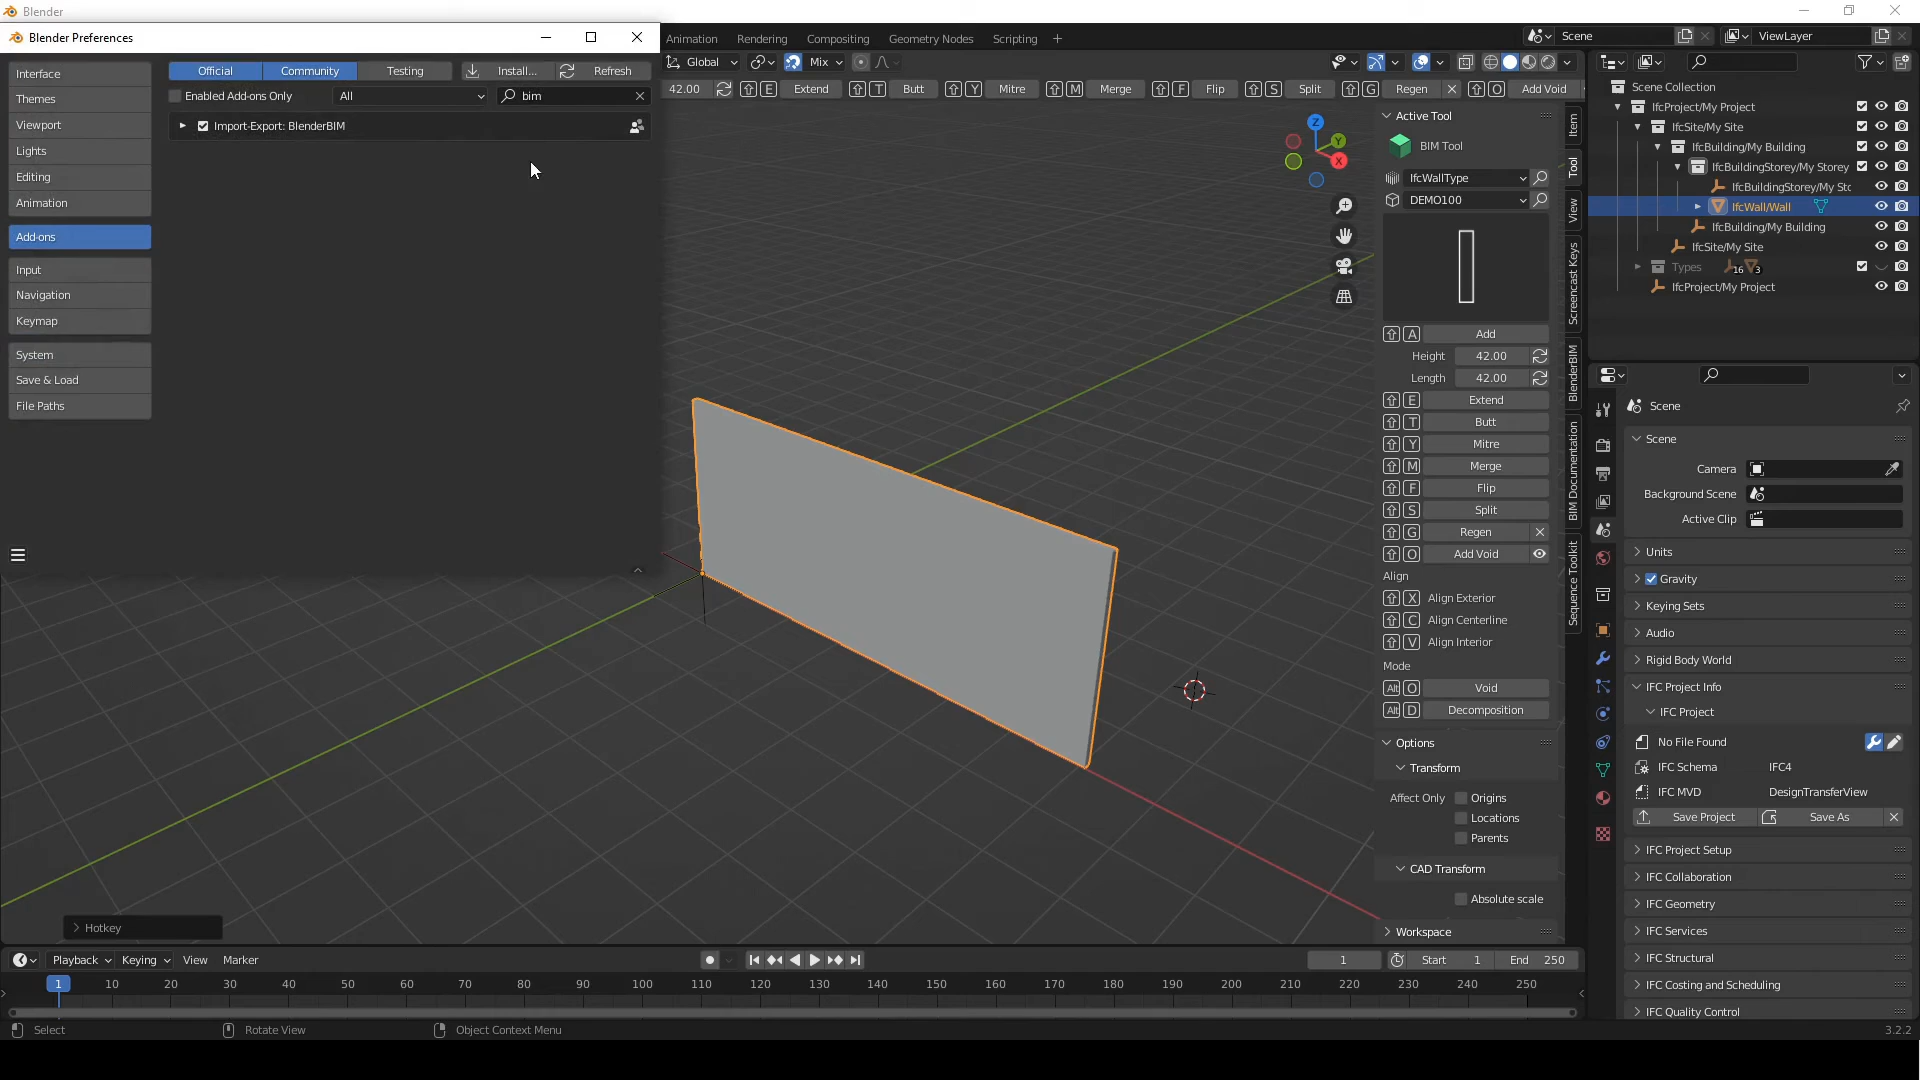 Blender
Blender Preferences
Interface
Themes
Viewport
Lights
Editing
Animation
Add-ons
Input
Navigation
Keymap
System
Save & Load
File Paths
Official Community Testing Install... Refresh
Enabled Add-ons Only All bim
Import-Export: BlenderBIM
Animation Rendering Compositing Geometry Nodes Scripting + Scene ViewLayer
Global Mix
42.00 E Extend T Butt Y Mitre M Merge F Flip S Split G Regen O Add Void
Z
Y
X
Active Tool
BIM Tool
IfcWallType
DEMO100
A Add
Height 42.00
Length 42.00
E Extend
T Butt
Y Mitre
M Merge
F Flip
S Split
G Regen
O Add Void
Align
X Align Exterior
C Align Centerline
V Align Interior
Mode
Alt O Void
Alt D Decomposition
Options
Transform
Affect Only Origins
Locations
Parents
CAD Transform
Absolute scale
Workspace
Item
Tool
View
Screencast Keys
BlenderBIM
BIM Documentation
Sequence Toolkit
Scene Collection
IfcProject/My Project
IfcSite/My Site
IfcBuilding/My Building
IfcBuildingStorey/My Storey
IfcBuildingStorey/My Stc
IfcWall/Wall
IfcBuilding/My Building
IfcSite/My Site
Types 16 3
IfcProject/My Project
Scene
Scene
Camera
Background Scene
Active Clip
Units
Gravity
Keying Sets
Audio
Rigid Body World
IFC Project Info
IFC Project
No File Found
IFC Schema IFC4
IFC MVD DesignTransferView
Save Project Save As
IFC Project Setup
IFC Collaboration
IFC Geometry
IFC Services
IFC Structural
IFC Costing and Scheduling
IFC Quality Control
Hotkey
Playback Keying View Marker 1 Start 1 End 250
1 10 20 30 40 50 60 70 80 90 100 110 120 130 140 150 160 170 180 190 200 210 220 230 240 250
Select Rotate View Object Context Menu 3.2.2